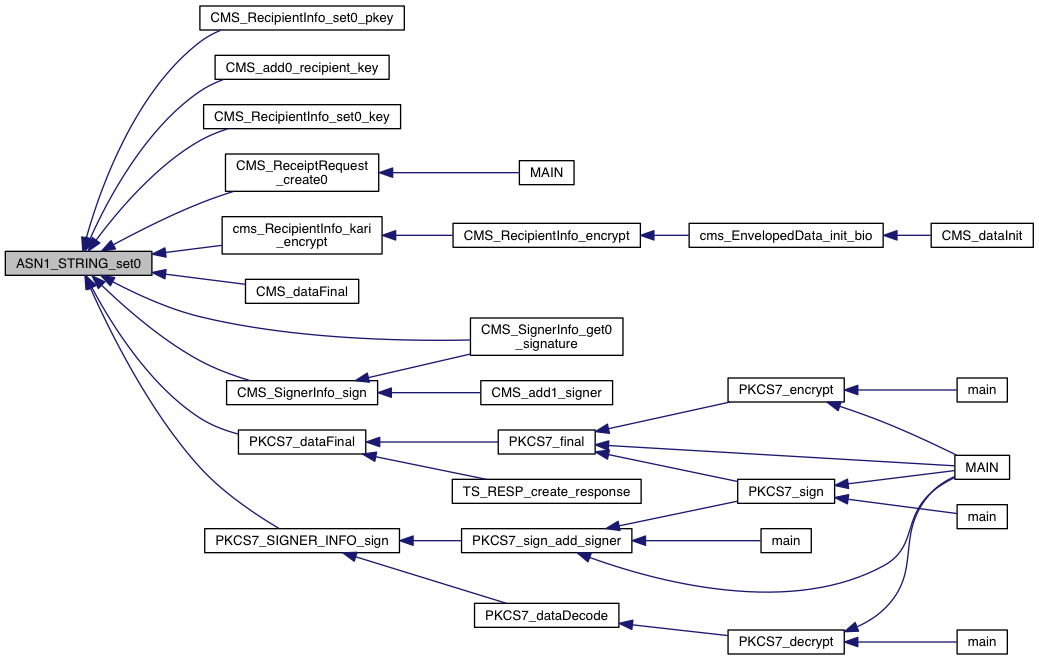 CMS_RecipientInfo_set0_pkey
CMS_add0_recipient_key
CMS_RecipientInfo_set0_key
CMS_ReceiptRequest
_create0
MAIN
cms_RecipientInfo_kari
_encrypt
CMS_RecipientInfo_encrypt
cms_EnvelopedData_init_bio
CMS_dataInit
ASN1_STRING_set0
CMS_dataFinal
CMS_SignerInfo_get0
_signature
CMS_SignerInfo_sign
CMS_add1_signer
PKCS7_encrypt
main
PKCS7_dataFinal
PKCS7_final
MAIN
TS_RESP_create_response
PKCS7_sign
main
PKCS7_SIGNER_INFO_sign
PKCS7_sign_add_signer
main
PKCS7_dataDecode
PKCS7_decrypt
main